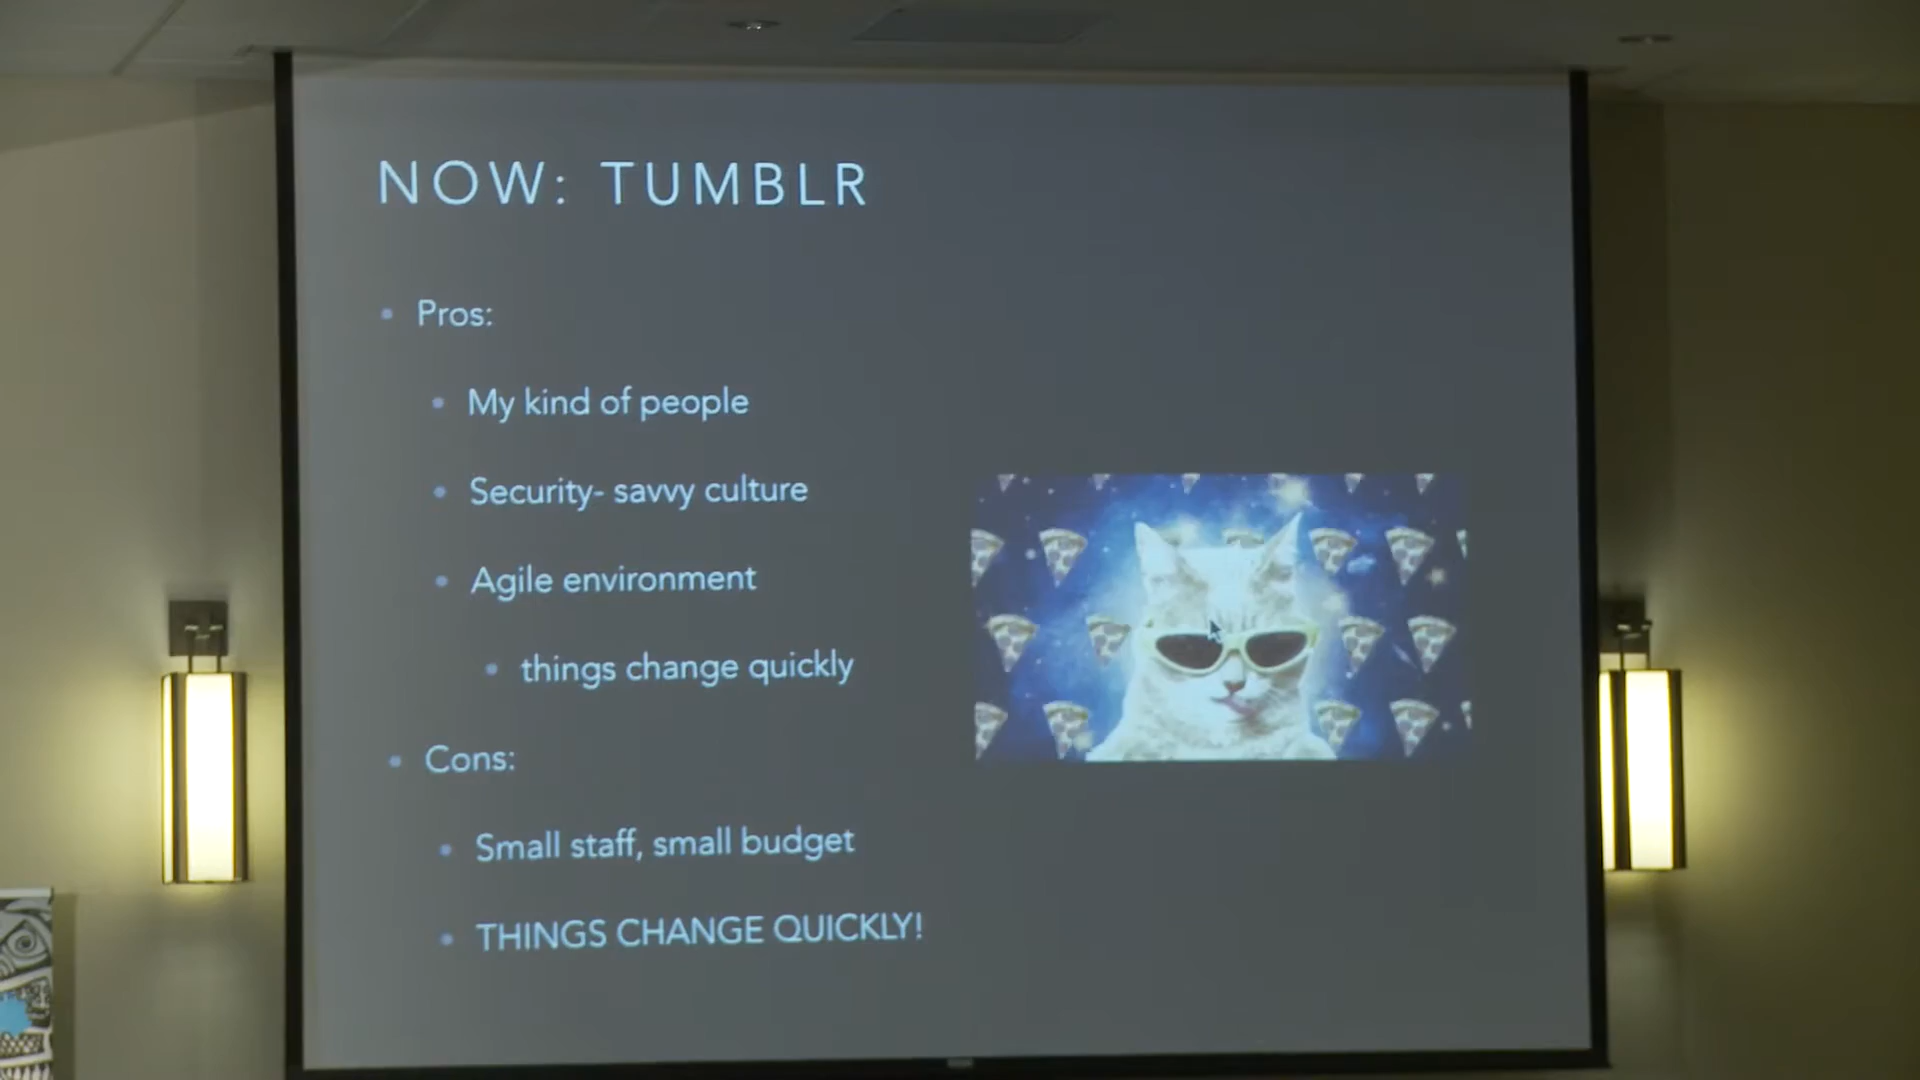 NOW: TUMBLR
Pros:
My kind of people
Security- savvy culture
Agile environment
things change quickly
Cons:
Small staff, small budget
THINGS CHANGE QUICKLY!